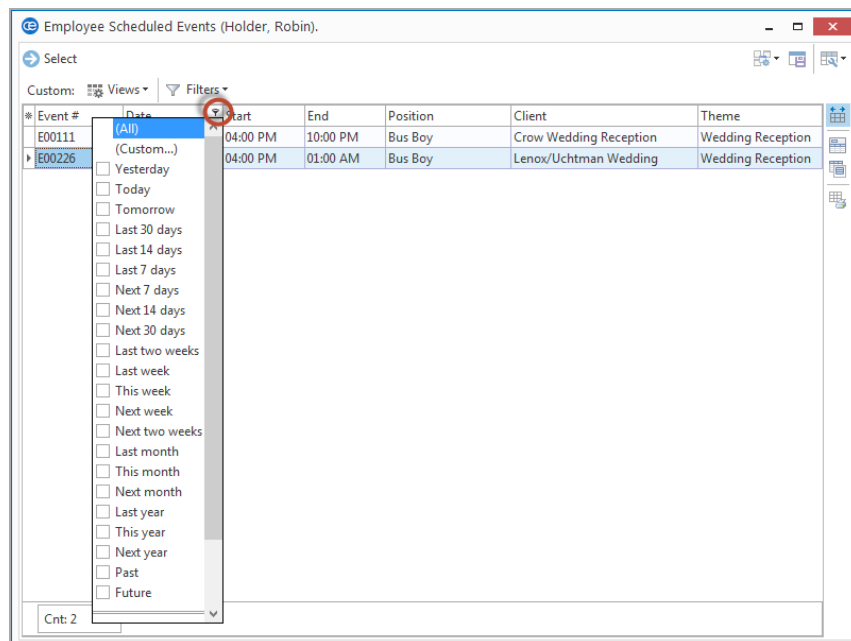 Employee Scheduled Events (Holder, Robin).
Select
Custom: Views Filters
Event # Date Start End Position Client Theme
E00111 04:00 PM 10:00 PM Bus Boy Crow Wedding Reception Wedding Reception
E00226 04:00 PM 01:00 AM Bus Boy Lenox/Uchtman Wedding Wedding Reception
(All)
(Custom...)
Yesterday
Today
Tomorrow
Last 30 days
Last 14 days
Last 7 days
Next 7 days
Next 14 days
Next 30 days
Last two weeks
Last week
This week
Next week
Next two weeks
Last month
This month
Next month
Last year
This year
Next year
Past
Future
Cnt: 2